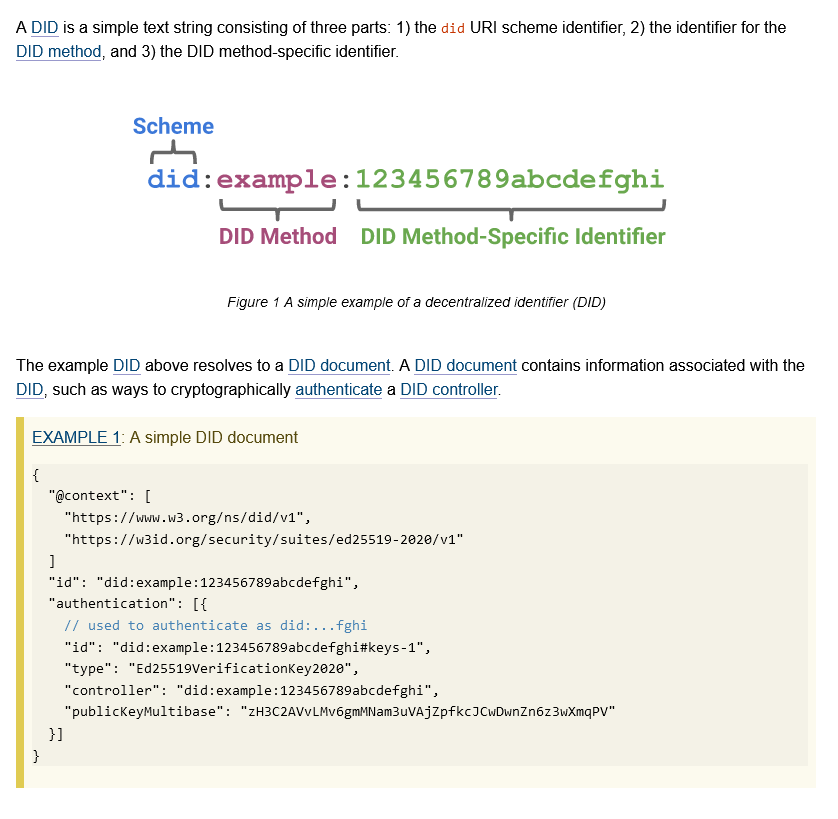 A DID is a simple text string consisting of three parts: 1) the did URI scheme identifier, 2) the identifier for the
DID method, and 3) the DID method-specific identifier.
Scheme
did:example:123456789abcdefghi
DID Method DID Method-Specific Identifier
Figure 1 A simple example of a decentralized identifier (DID)
The example DID above resolves to a DID document. A DID document contains information associated with the
DID, such as ways to cryptographically authenticate a DID controller.
EXAMPLE 1: A simple DID document
{
  "@context": [
    "https://www.w3.org/ns/did/v1",
    "https://w3id.org/security/suites/ed25519-2020/v1"
  ]
  "id": "did:example:123456789abcdefghi",
  "authentication": [{
    // used to authenticate as did:...fghi
    "id": "did:example:123456789abcdefghi#keys-1",
    "type": "Ed25519VerificationKey2020",
    "controller": "did:example:123456789abcdefghi",
    "publicKeyMultibase": "zH3C2AVvLMv6gmMNam3uVAjZpfkcJCwDwnZn6z3wXmqPV"
  }]
}